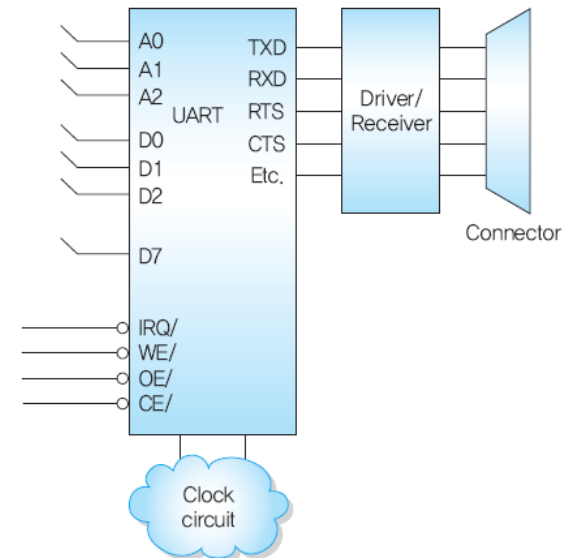 A0
A1
A2
D0
D1
D2
D7
IRQ/
WE/
OE/
CE/
UART
TXD
RXD
RTS
CTS
Etc.
Driver/
Receiver
Connector
Clock
circuit